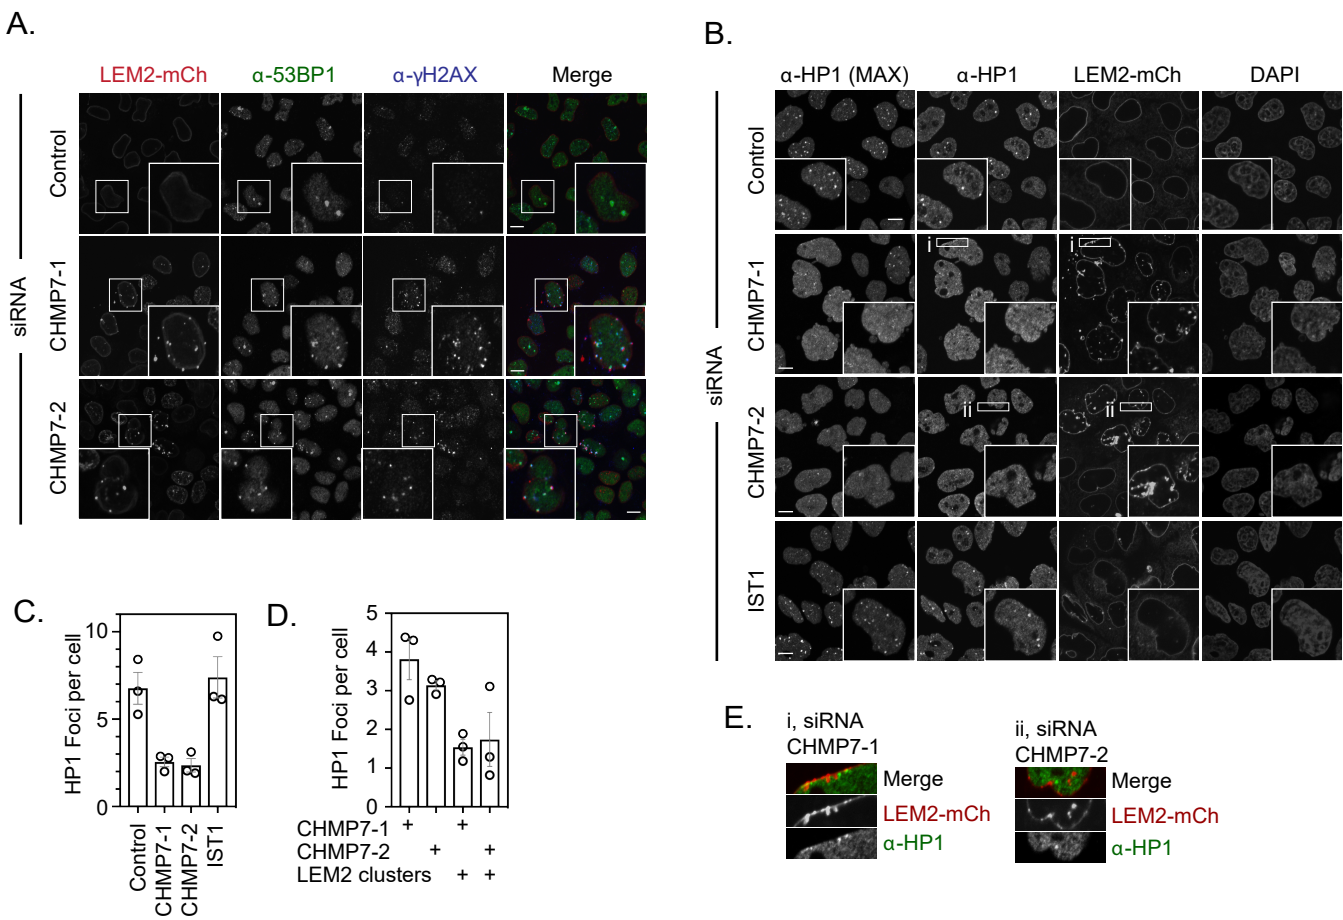 A.
LEM2-mCh α-53BP1 α-γH2AX Merge
siRNA
Control
CHMP7-1
CHMP7-2
B.
α-HP1 (MAX) α-HP1 LEM2-mCh DAPI
siRNA
Control
CHMP7-1
i i
CHMP7-2
ii ii
IST1
C.
HP1 Foci per cell
10
5
0
Control CHMP7-1 CHMP7-2 IST1
D.
HP1 Foci per cell
5
4
3
2
1
0
CHMP7-1 + +
CHMP7-2 + +
LEM2 clusters + +
E.
i, siRNA
CHMP7-1
Merge
LEM2-mCh
α-HP1
ii, siRNA
CHMP7-2
Merge
LEM2-mCh
α-HP1